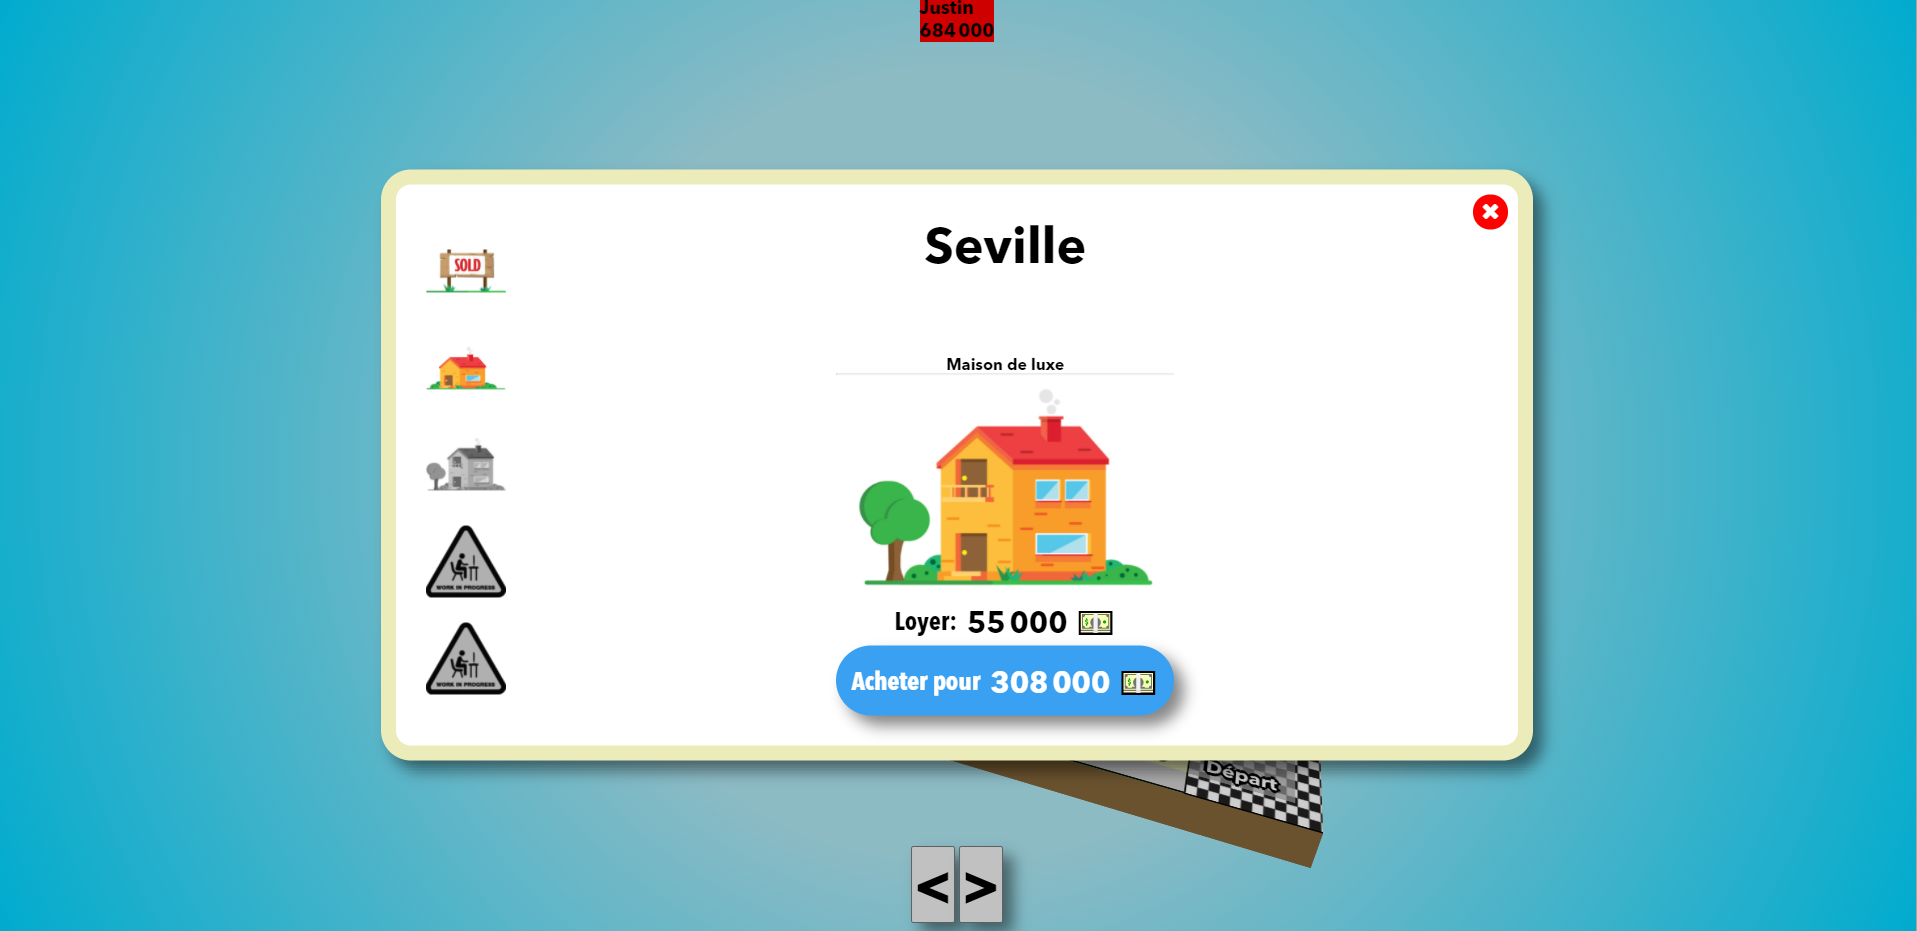 Justin
684 000
Seville
SOLD
Maison de luxe
Loyer: 55 000
Acheter pour 308 000
WORK IN PROGRESS
WORK IN PROGRESS
Départ
< >